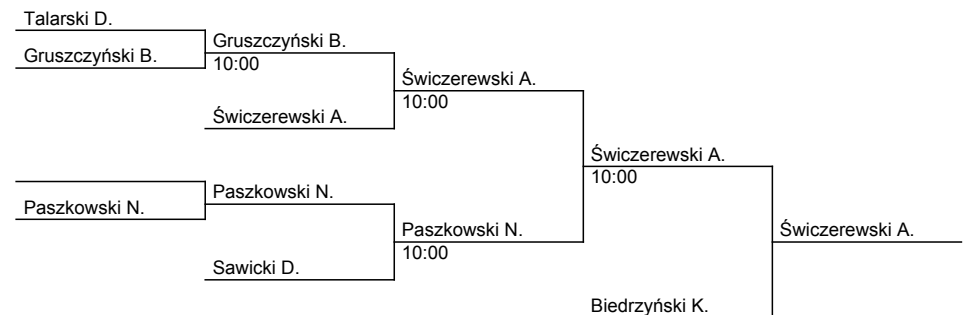 Talarski D.
Gruszczyński B.
Gruszczyński B.
10:00
Świczerewski A.
Świczerewski A.
10:00
Świczerewski A.
10:00
Paszkowski N.
Paszkowski N.
Paszkowski N.
10:00
Świczerewski A.
Sawicki D.
Biedrzyński K.